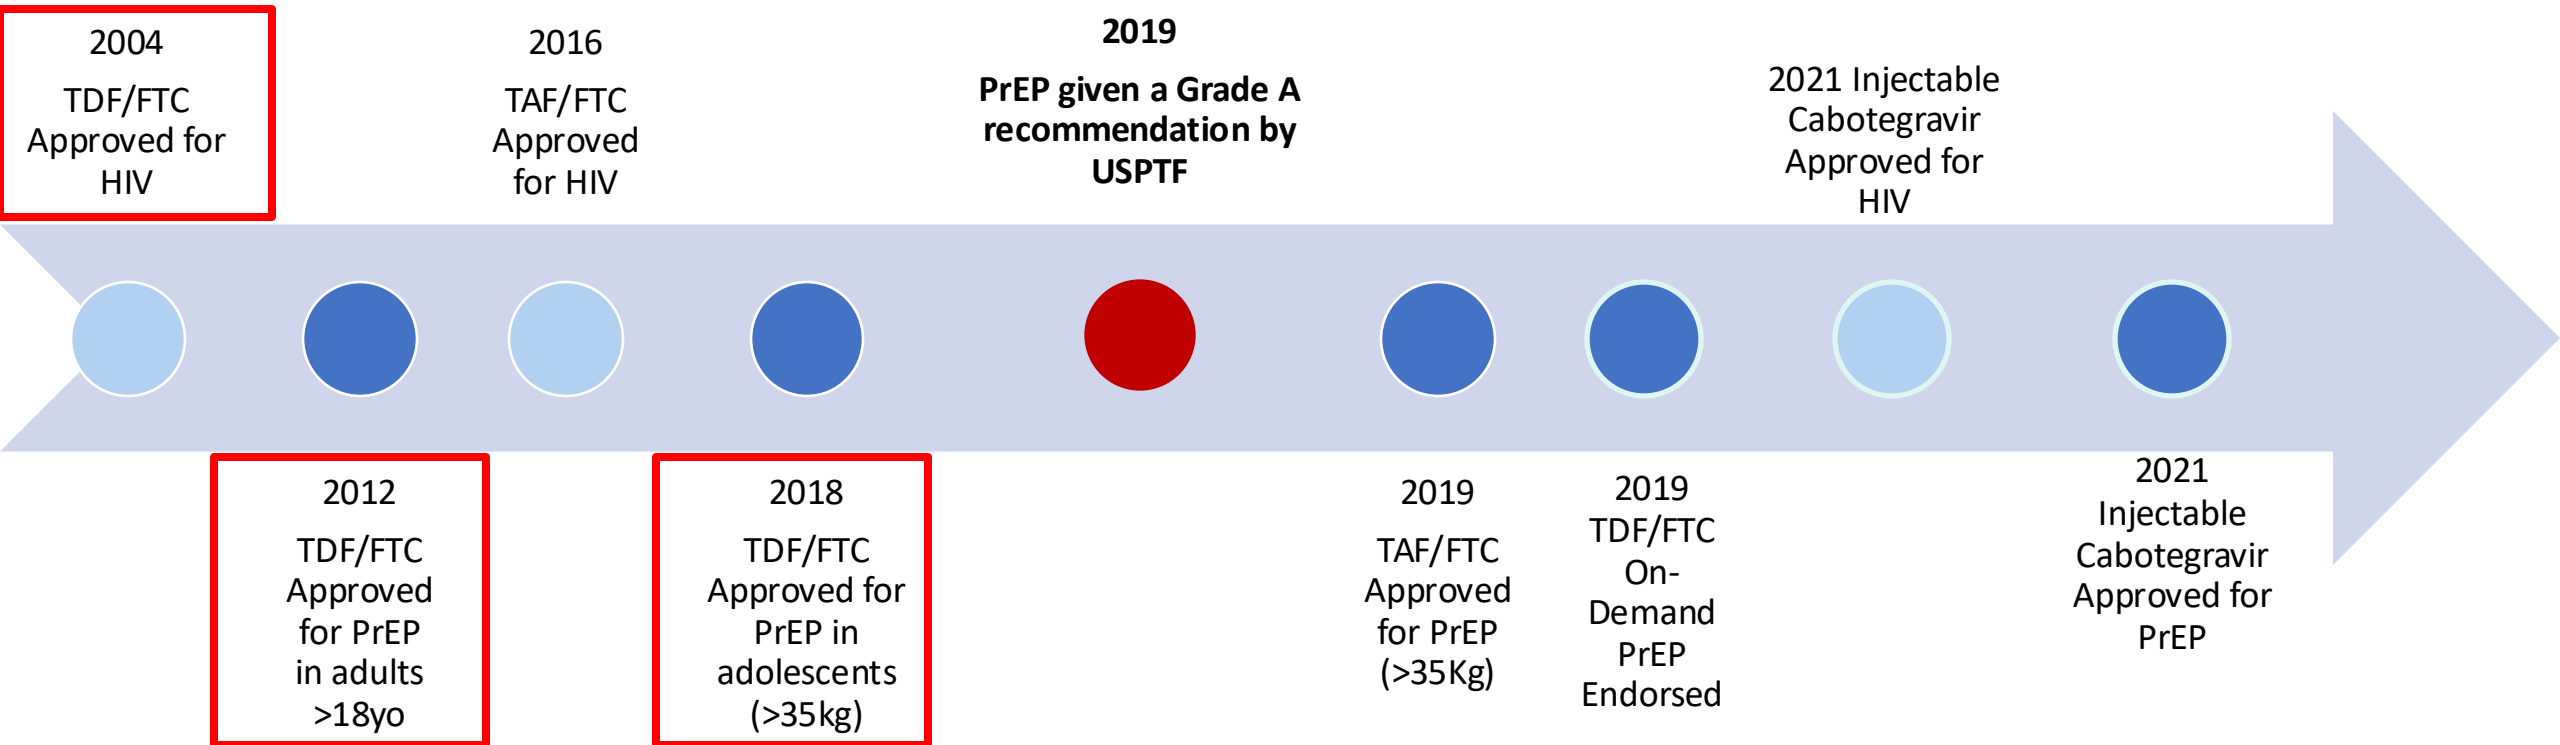 2004
TDF/FTC
Approved for
HIV
2012
TDF/FTC
Approved
for PrEP
in adults
>18yo
2016
TAF/FTC
Approved
for HIV
2018
TDF/FTC
Approved for
PrEP in
adolescents
(>35kg)
2019
PrEP given a Grade A
recommendation by
USPTF
2019
TAF/FTC
Approved
for PrEP
(>35Kg)
2019
TDF/FTC
On-
Demand
PrEP
Endorsed
2021 Injectable
Cabotegravir
Approved for
HIV
2021
Injectable
Cabotegravir
Approved for
PrEP